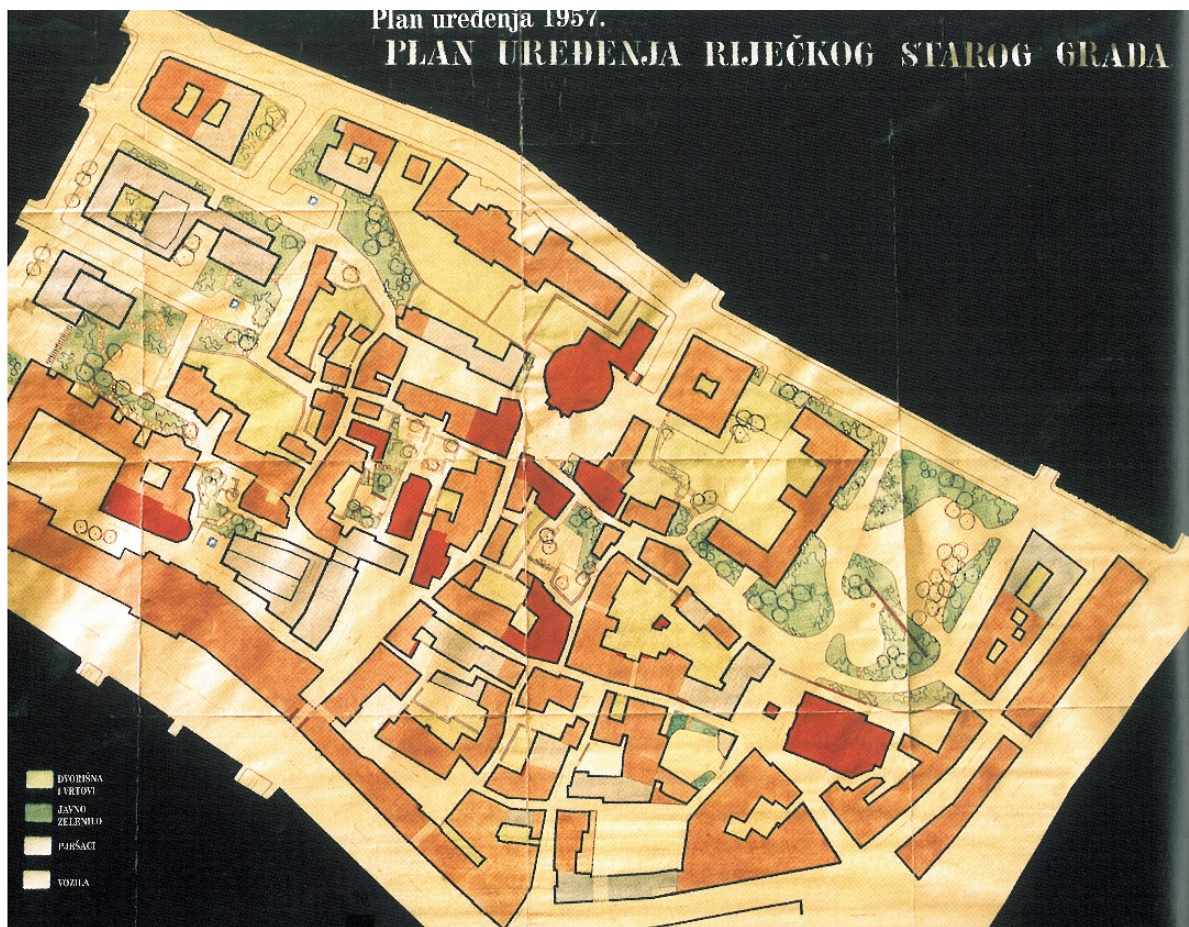 Plan uređenja 1957.
PLAN UREĐENJA RIJEČKOG STAROG GRADA
DVORIŠNA
I VRTOVI
JAVNO
ZELENILO
PJEŠACI
VOZILA